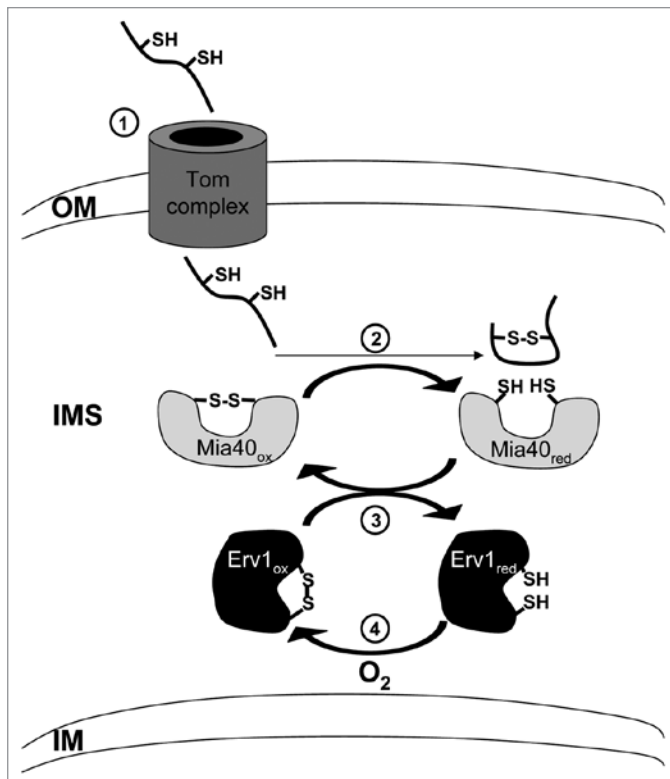 SH
SH
1
Tom
complex
OM
SH
SH
2
S-S
S-S
SH HS
IMS
Mia40ox
Mia40red
3
Erv1ox
Erv1red
S
S
SH
SH
4
O2
IM